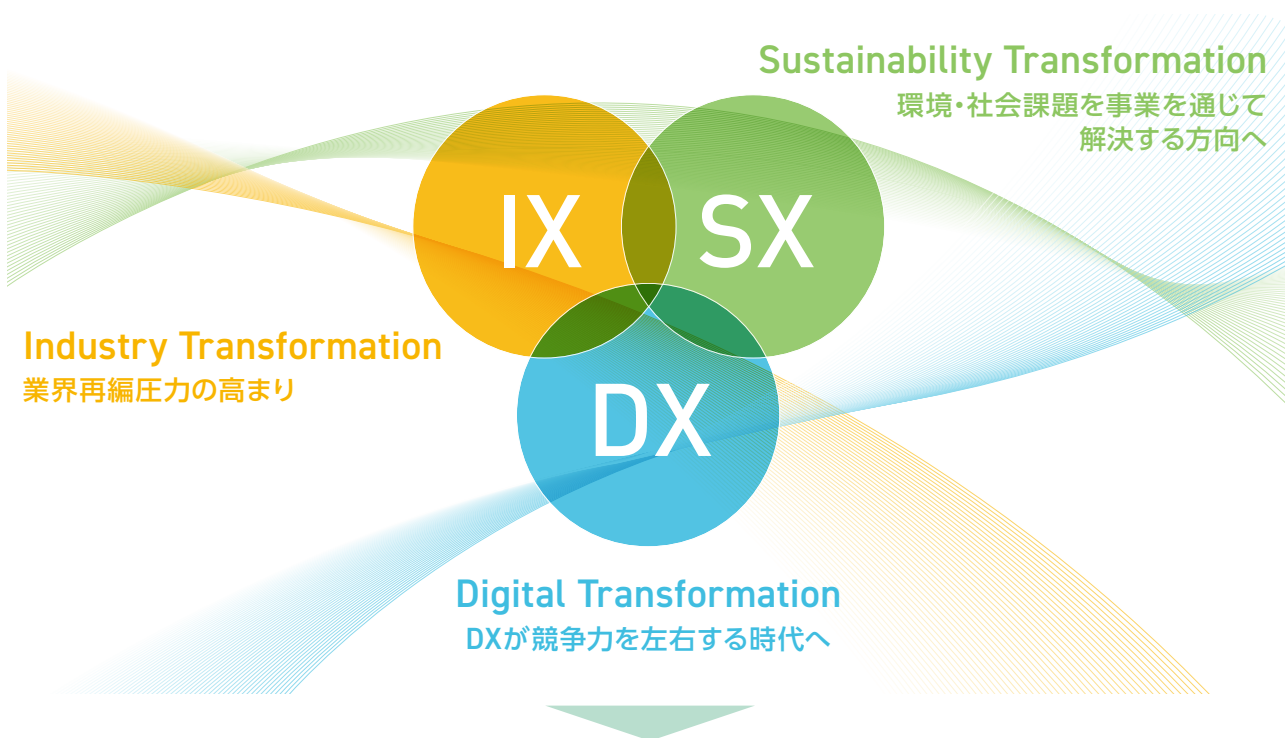 Sustainability Transformation
環境・社会課題を事業を通じて
解決する方向へ
IX
SX
Industry Transformation
業界再編圧力の高まり
DX
Digital Transformation
DXが競争力を左右する時代へ